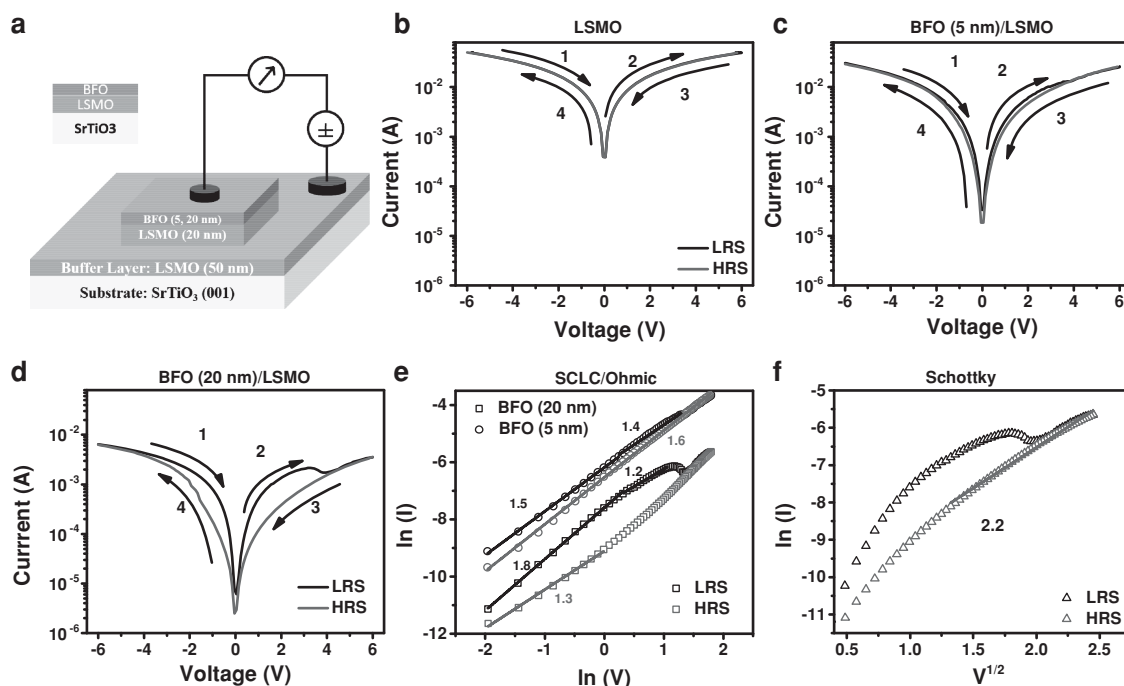 a
BFO
LSMO
SrTiO3
±
BFO (5, 20 nm)
LSMO (20 nm)
Buffer Layer: LSMO (50 nm)
Substrate: SrTiO₃ (001)
b
LSMO
Current (A)
10⁻²
10⁻³
10⁻⁴
10⁻⁵
10⁻⁶
1
2
3
4
LRS
HRS
-6 -4 -2 0 2 4 6
Voltage (V)
c
BFO (5 nm)/LSMO
Current (A)
10⁻²
10⁻³
10⁻⁴
10⁻⁵
10⁻⁶
1
2
3
4
LRS
HRS
-6 -4 -2 0 2 4 6
Voltage (V)
d
BFO (20 nm)/LSMO
Currrent (A)
10⁻²
10⁻³
10⁻⁴
10⁻⁵
10⁻⁶
1
2
3
4
LRS
HRS
-6 -4 -2 0 2 4 6
Voltage (V)
e
SCLC/Ohmic
ln (I)
-4
-6
-8
-10
-12
BFO (20 nm)
BFO (5 nm)
1.4
1.6
1.2
1.5
1.8
1.3
LRS
HRS
-2 -1 0 1 2
ln (V)
f
Schottky
ln (I)
-5
-6
-7
-8
-9
-10
-11
2.2
LRS
HRS
0.5 1.0 1.5 2.0 2.5
V¹ᐟ²